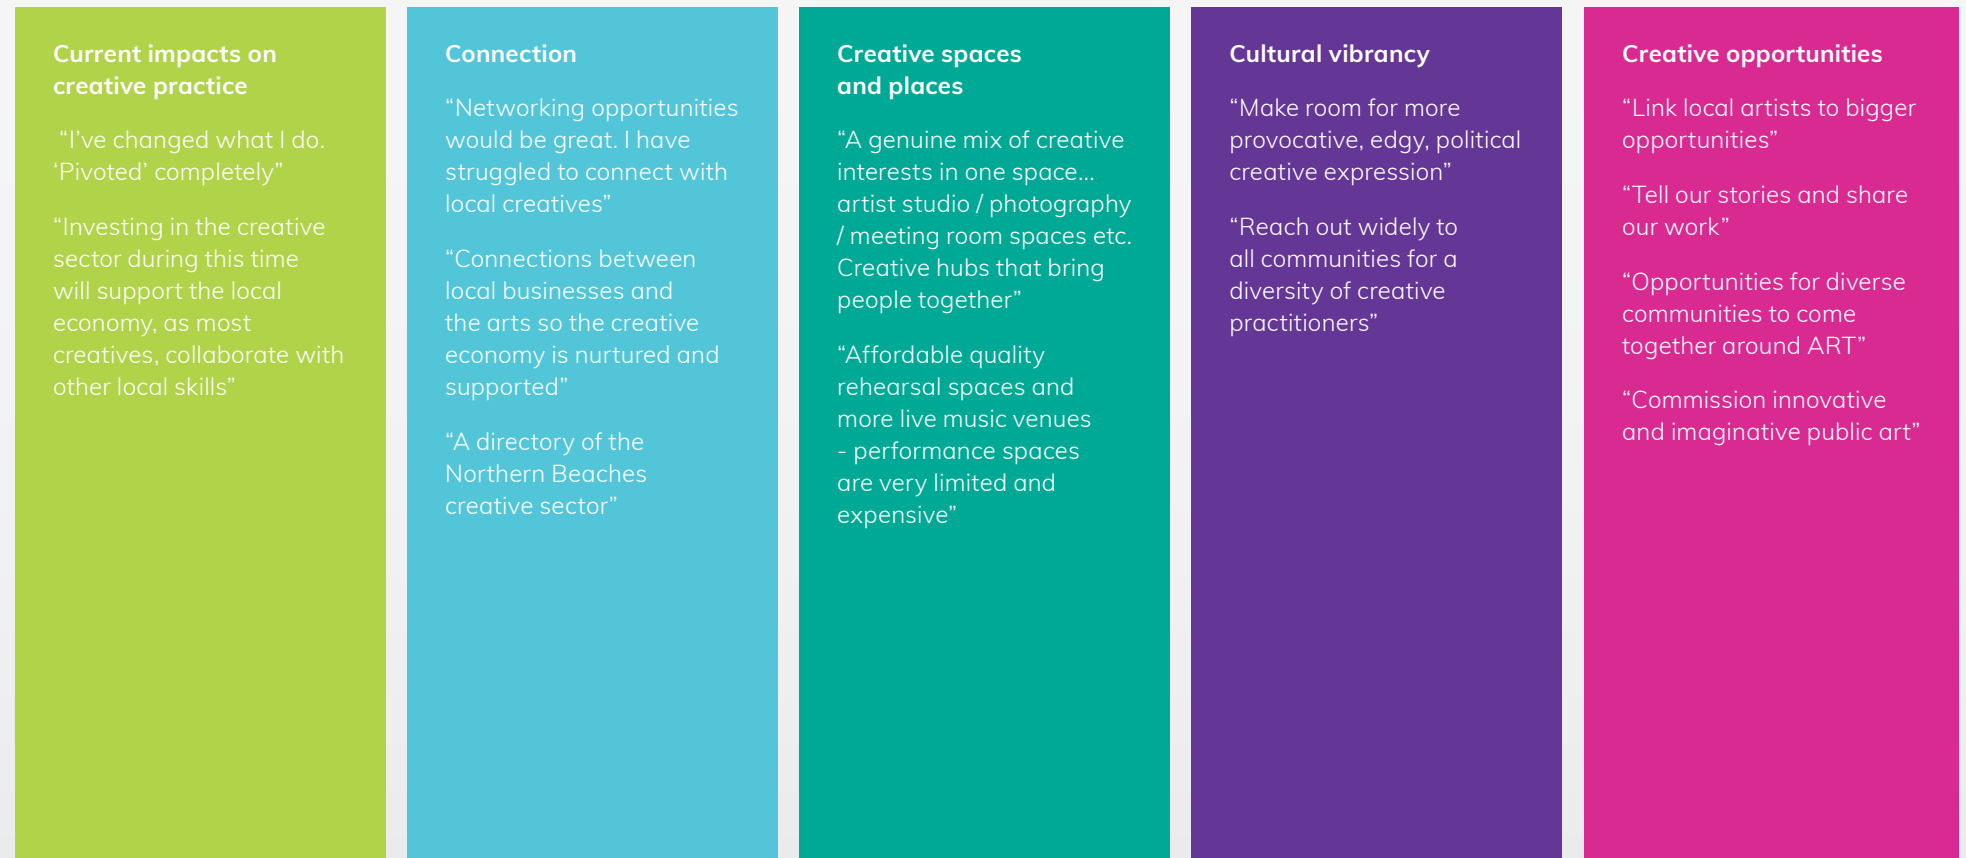 Current impacts on
creative practice
“I’ve changed what I do.
‘Pivoted’ completely”
“Investing in the creative
sector during this time
will support the local
economy, as most
creatives, collaborate with
other local skills”
Connection
“Networking opportunities
would be great. I have
struggled to connect with
local creatives”
“Connections between
local businesses and
the arts so the creative
economy is nurtured and
supported”
“A directory of the
Northern Beaches
creative sector”
Creative spaces
and places
“A genuine mix of creative
interests in one space...
artist studio / photography
/ meeting room spaces etc.
Creative hubs that bring
people together”
“Affordable quality
rehearsal spaces and
more live music venues
- performance spaces
are very limited and
expensive”
Cultural vibrancy
“Make room for more
provocative, edgy, political
creative expression”
“Reach out widely to
all communities for a
diversity of creative
practitioners”
Creative opportunities
“Link local artists to bigger
opportunities”
“Tell our stories and share
our work”
“Opportunities for diverse
communities to come
together around ART”
“Commission innovative
and imaginative public art”